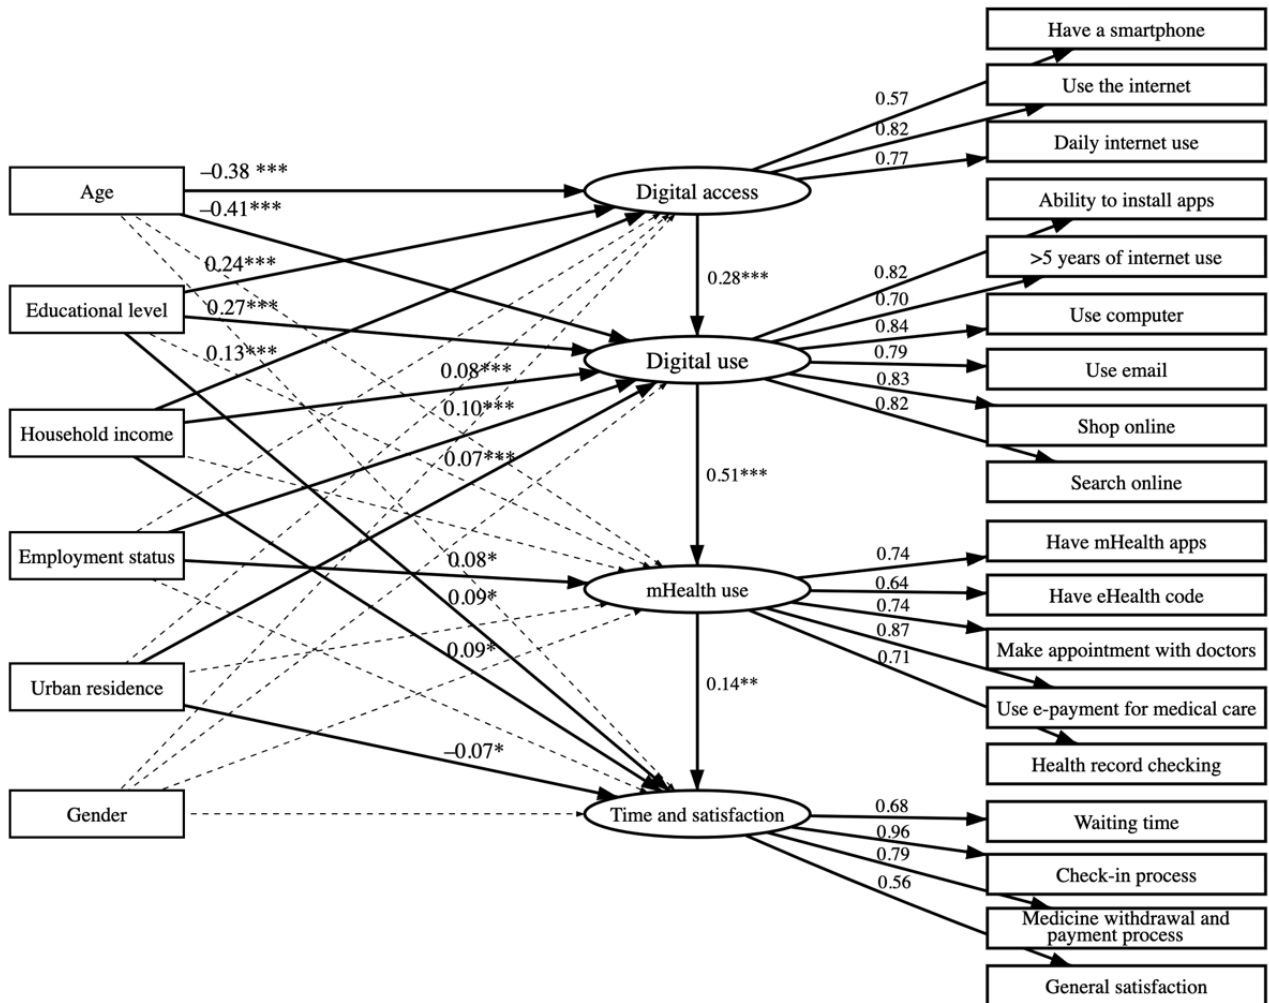 Have a smartphone
Use the internet
Daily internet use
Ability to install apps
>5 years of internet use
Use computer
Use email
Shop online
Search online
Have mHealth apps
Have eHealth code
Make appointment with doctors
Use e-payment for medical care
Health record checking
Waiting time
Check-in process
Medicine withdrawal and
payment process
General satisfaction
Age
Educational level
Household income
Employment status
Urban residence
Gender
Digital access
Digital use
mHealth use
Time and satisfaction
–0.38 ***
–0.41***
0.24***
0.27***
0.13***
0.08***
0.10***
0.07***
0.08*
0.09*
0.09*
–0.07*
0.28***
0.51***
0.14**
0.57
0.82
0.77
0.82
0.70
0.84
0.79
0.83
0.82
0.74
0.64
0.74
0.87
0.71
0.68
0.96
0.79
0.56